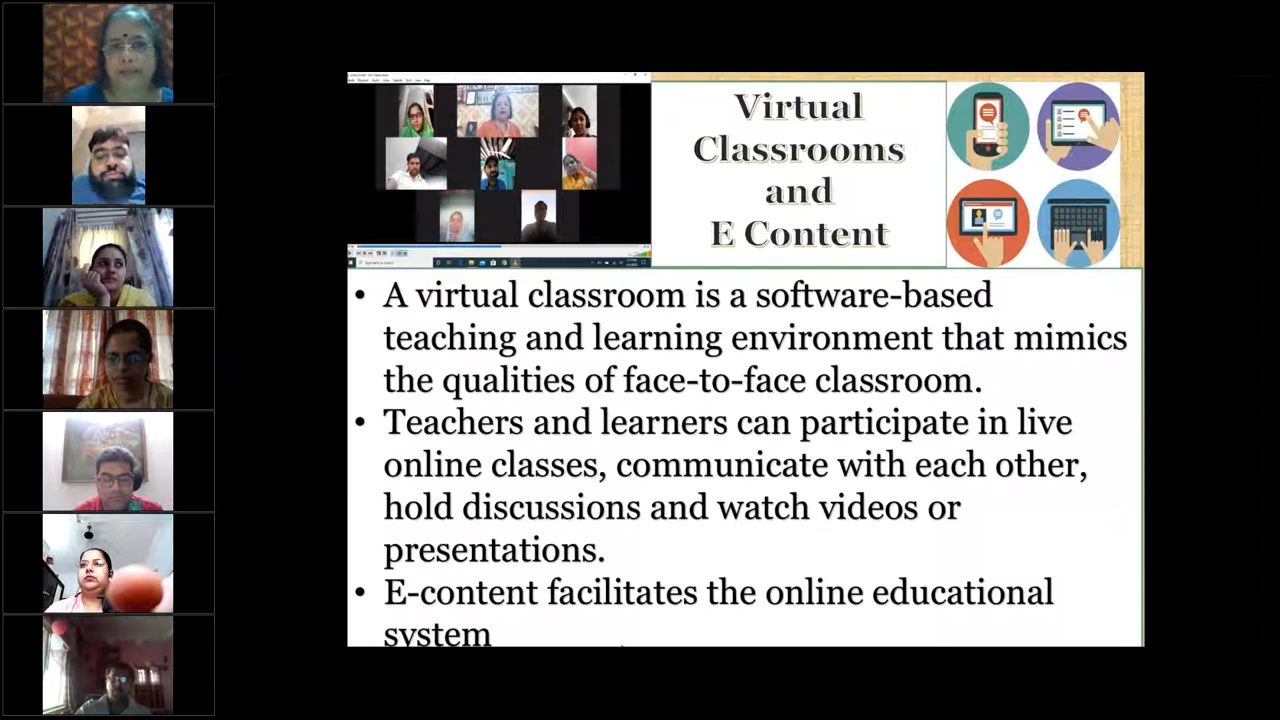 Virtual
Classrooms
and
E Content
• A virtual classroom is a software-based
teaching and learning environment that mimics
the qualities of face-to-face classroom.
• Teachers and learners can participate in live
online classes, communicate with each other,
hold discussions and watch videos or
presentations.
• E-content facilitates the online educational
system